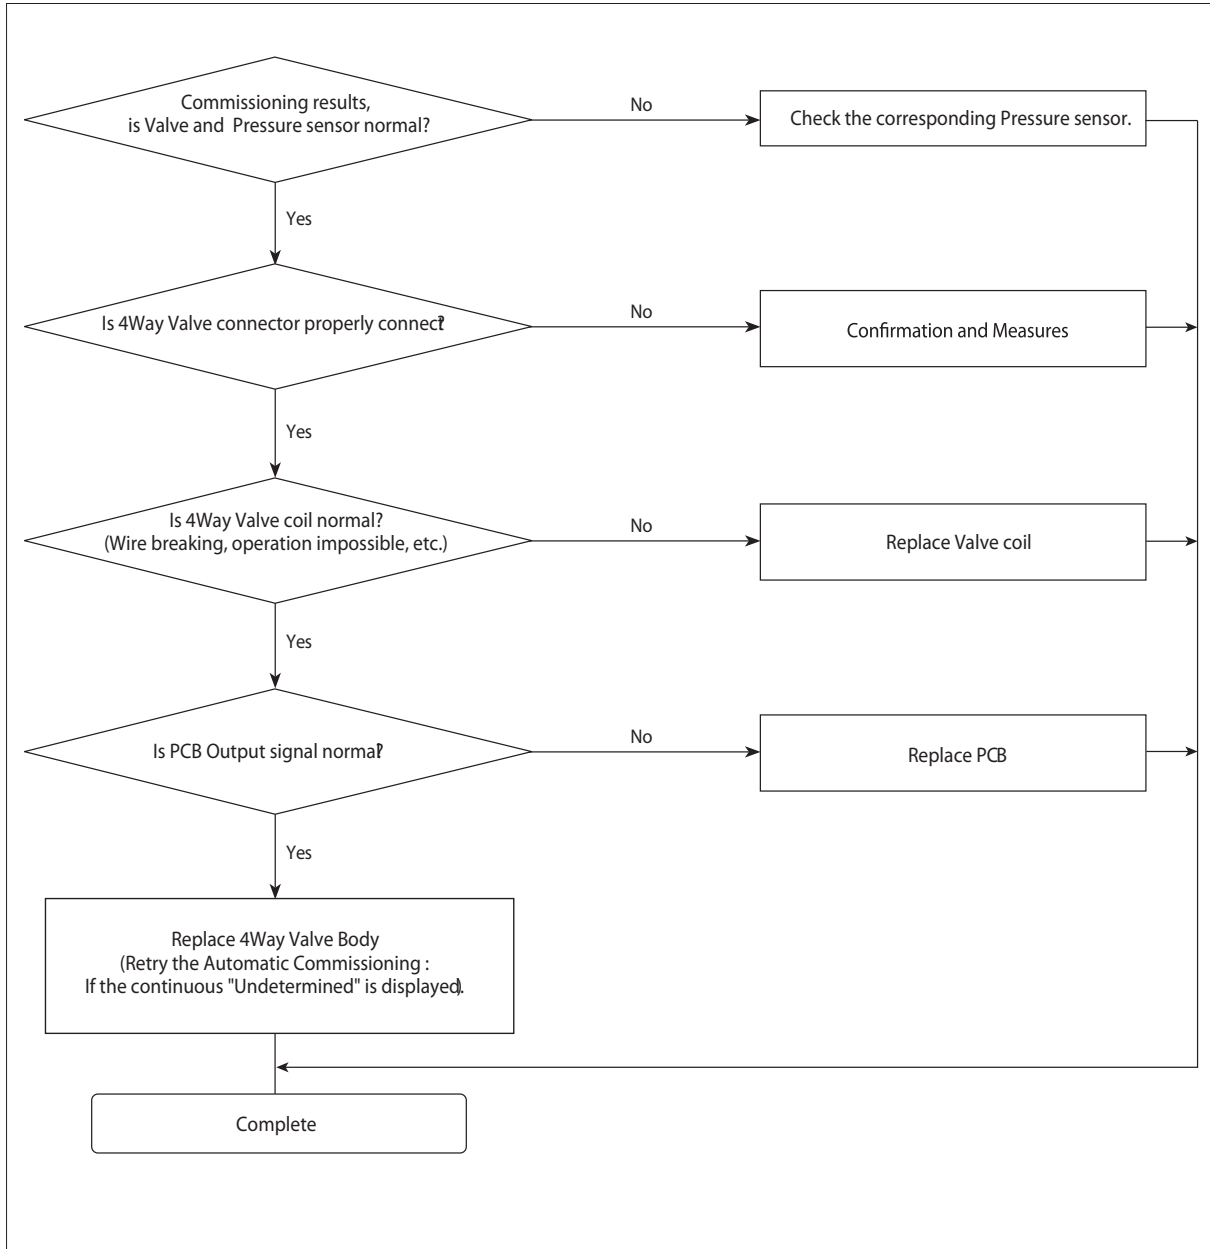 Commissioning results,
is Valve and Pressure sensor normal?
No
Check the corresponding Pressure sensor.
Yes
Is 4Way Valve connector properly connect?
No
Confirmation and Measures
Yes
Is 4Way Valve coil normal?
(Wire breaking, operation impossible, etc.)
No
Replace Valve coil
Yes
Is PCB Output signal normal?
No
Replace PCB
Yes
Replace 4Way Valve Body
(Retry the Automatic Commissioning :
If the continuous "Undetermined" is displayed).
Complete